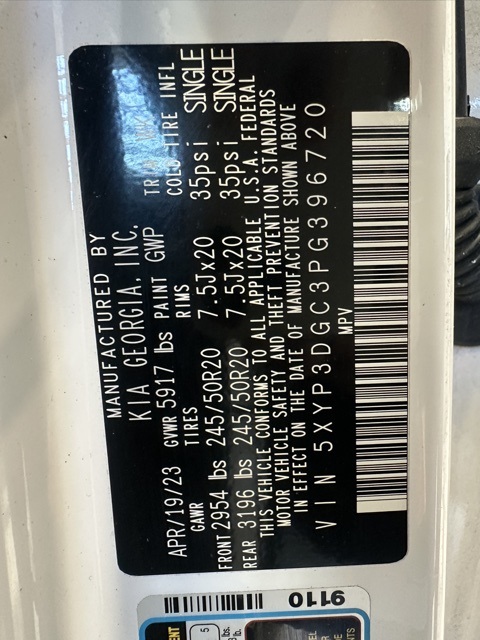 MANUFACTURED BY
KIA GEORGIA, INC.
APR/19/23 GVWR 5917 lbs PAINT GWP
GAWR TIRES RIMS COLD TIRE INFL
FRONT 2954 lbs 245/50R20 7.5Jx20 35psi SINGLE
REAR 3196 lbs 245/50R20 7.5Jx20 35psi SINGLE
THIS VEHICLE CONFORMS TO ALL APPLICABLE U.S.A. FEDERAL
MOTOR VEHICLE SAFETY AND THEFT PREVENTION STANDARDS
IN EFFECT ON THE DATE OF MANUFACTURE SHOWN ABOVE
VIN 5XYP3DGC3PG396720
MPV
9110
5